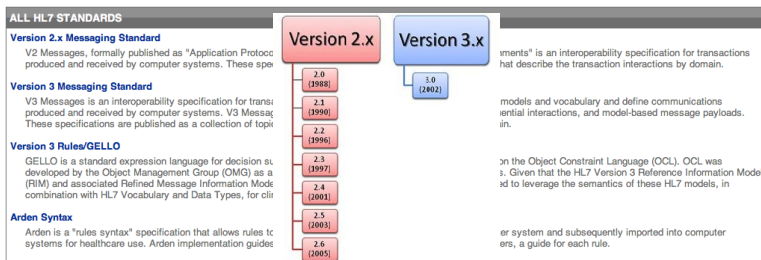 ALL HL7 STANDARDS
Version 2.x Messaging Standard
V2 Messages, formally published as "Application Protoco
ments" is an interoperability specification for transactions
produced and received by computer systems. These spe
hat describe the transaction interactions by domain.
Version 3 Messaging Standard
V3 Messages is an interoperability specification for transa
models and vocabulary and define communications
produced and received by computer systems. V3 Messag
ential interactions, and model-based message payloads.
These specifications are published as a collection of topic
ain.
Version 3 Rules/GELLO
GELLO is a standard expression language for decision su
on the Object Constraint Language (OCL). OCL was
developed by the Object Management Group (OMG) as a
s. Given that the HL7 Version 3 Reference Information Mode
(RIM) and associated Refined Message Information Mode
ed to leverage the semantics of these HL7 models, in
combination with HL7 Vocabulary and Data Types, for clin
Arden Syntax
Arden is a "rules syntax" specification that allows rules to
er system and subsequently imported into computer
systems for healthcare use. Arden implementation guides
ers, a guide for each rule.
Version 2.x
2.0
(1988)
2.1
(1990)
2.2
(1996)
2.3
(1997)
2.4
(2001)
2.5
(2003)
2.6
(2005)
Version 3.x
3.0
(2002)